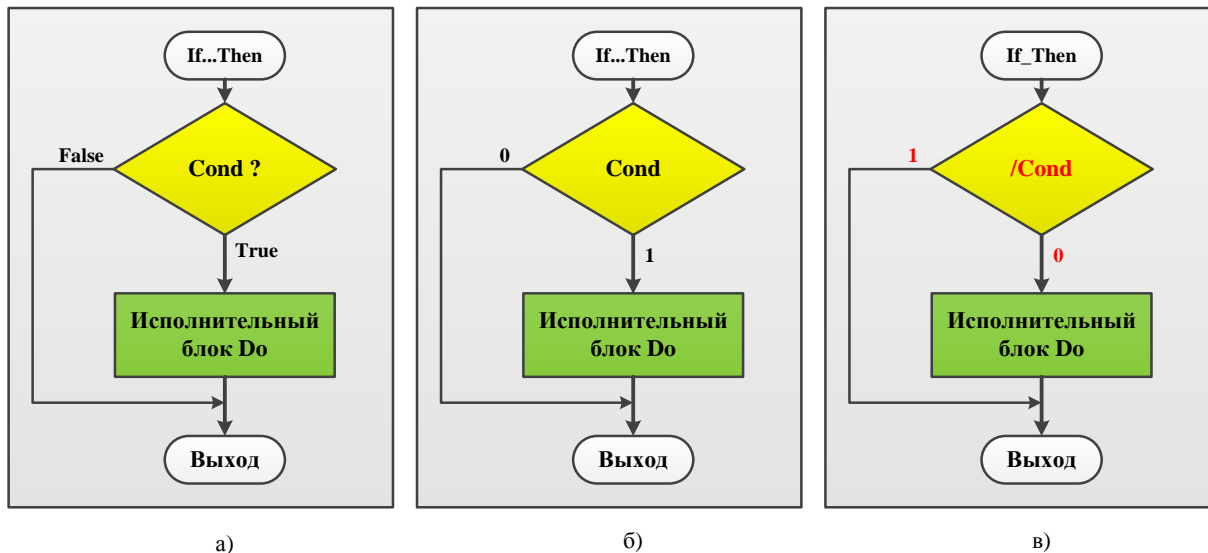 If...Then
Cond ?
False
True
Исполнительный
блок Do
Выход
а)
If...Then
Cond
0
1
Исполнительный
блок Do
Выход
б)
If_Then
/Cond
1
0
Исполнительный
блок Do
Выход
в)